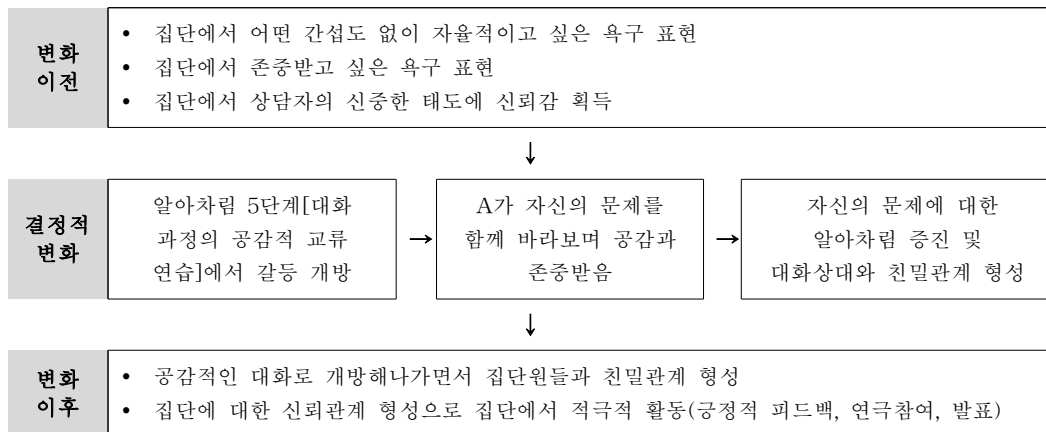 변화
이전
• 집단에서 어떤 간섭도 없이 자율적이고 싶은 욕구 표현
• 집단에서 존중받고 싶은 욕구 표현
• 집단에서 상담자의 신중한 태도에 신뢰감 획득
↓
결정적
변화
알아차림 5단계[대화
과정의 공감적 교류
연습]에서 갈등 개방
→
A가 자신의 문제를
함께 바라보며 공감과
존중받음
→
자신의 문제에 대한
알아차림 증진 및
대화상대와 친밀관계 형성
↓
변화
이후
• 공감적인 대화로 개방해나가면서 집단원들과 친밀관계 형성
• 집단에 대한 신뢰관계 형성으로 집단에서 적극적 활동(긍정적 피드백, 연극참여, 발표)